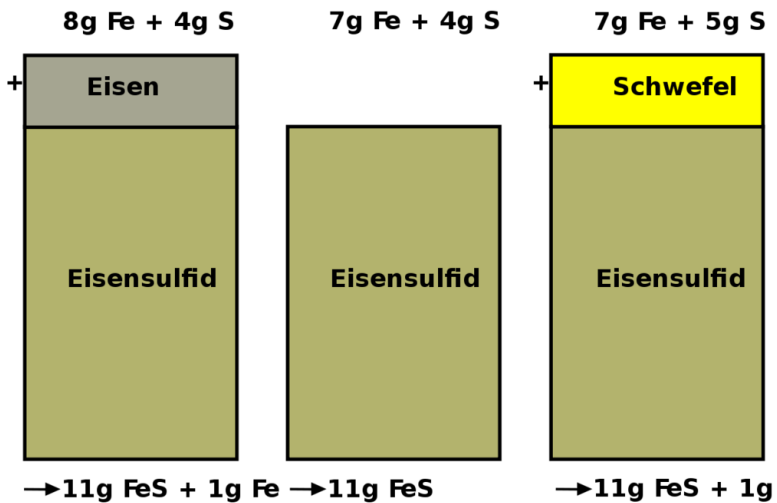 8g Fe + 4g S
7g Fe + 4g S
7g Fe + 5g S
+ Eisen
+ Schwefel
Eisensulfid
Eisensulfid
Eisensulfid
→11g FeS + 1g Fe
→11g FeS
→11g FeS + 1g